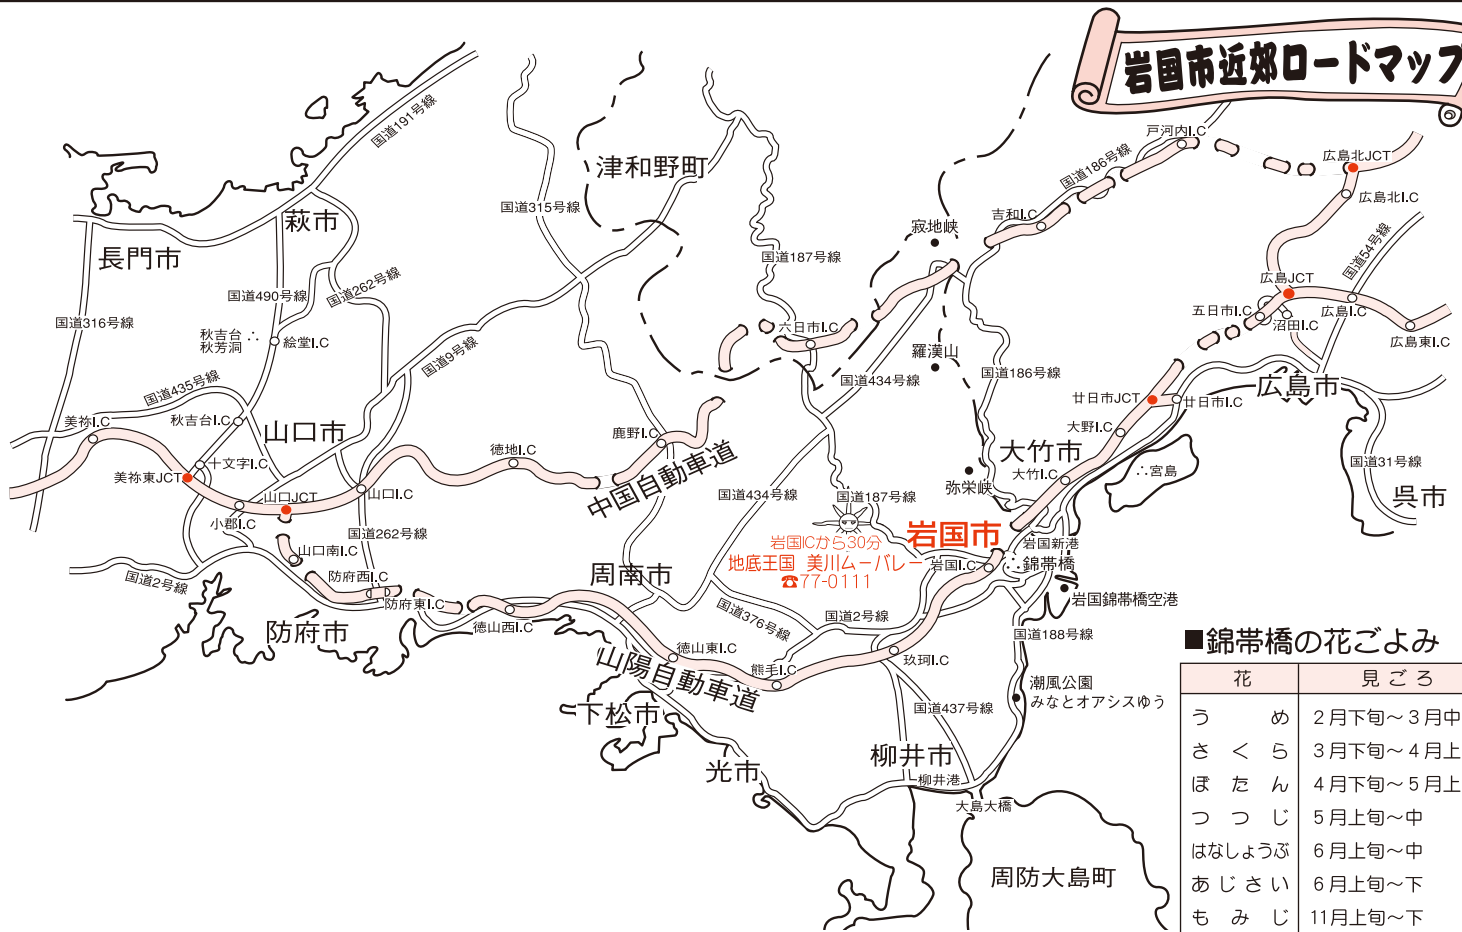 岩国市近郊ロードマップ
戸河内I.C
国道191号線
国道186号線
広島北JCT
津和野町
広島北I.C
国道315号線
吉和I.C
萩市
寂地峡
国道54号線
長門市
国道187号線
広島JCT
国道262号線
国道490号線
五日市I.C
広島I.C
国道316号線
沼田I.C
六日市I.C
秋吉台
秋芳洞
絵堂I.C
広島東I.C
国道9号線
羅漢山
国道434号線
国道186号線
国道435号線
広島市
廿日市JCT
廿日市I.C
美祢I.C
秋吉台I.C
山口市
鹿野I.C
大野I.C
徳地I.C
大竹市
十文字I.C
国道31号線
美祢東JCT
中国自動車道
大竹I.C
宮島
弥栄峡
山口JCT
山口I.C
国道434号線
国道187号線
呉市
小郡I.C
国道262号線
岩国市
岩国ICから30分
岩国新港
山口南I.C
地底王国 美川ムーバレー
岩国I.C
錦帯橋
国道2号線
防府西I.C
周南市
☎77-0111
岩国錦帯橋空港
防府東I.C
国道376号線
国道2号線
防府市
徳山西I.C
国道188号線
徳山東I.C
玖珂I.C
熊毛I.C
山陽自動車道
潮風公園
みなとオアシスゆう
国道437号線
下松市
柳井市
光市
柳井港
大島大橋
周防大島町
■錦帯橋の花ごよみ
花 見ごろ
うめ 2月下旬〜3月中
さくら 3月下旬〜4月上
ぼたん 4月下旬〜5月上
つつじ 5月上旬〜中
はなしょうぶ 6月上旬〜中
あじさい 6月上旬〜下
もみじ 11月上旬〜下